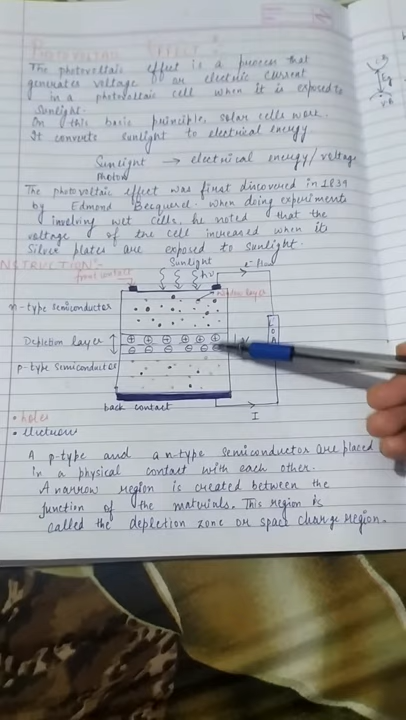 PHOTOVOLTAIC EFFECT:-
The photovoltaic effect is a process that
generates voltage or an electric current
in a photovoltaic cell when it is exposed to
Sunlight.
On this basic principle, solar cells work.
It converts sunlight to electrical energy
Sunlight → electrical energy/voltage
Photon
The photovoltaic effect was first discovered in 1839
by Edmond Becquerel. When doing experiments
involving wet cells, he noted that the
voltage of the cell increased when its
Silver plates are exposed to sunlight.
Sunlight
front contact
hν
n-type semiconductor
Depletion layer
p-type semiconductor
back contact
I
• holes
• electrons
A p-type and a n-type semiconductor are placed
in a physical contact with each other.
A narrow region is created between the
junction of the materials. This region is
called the depletion zone or space charge region.